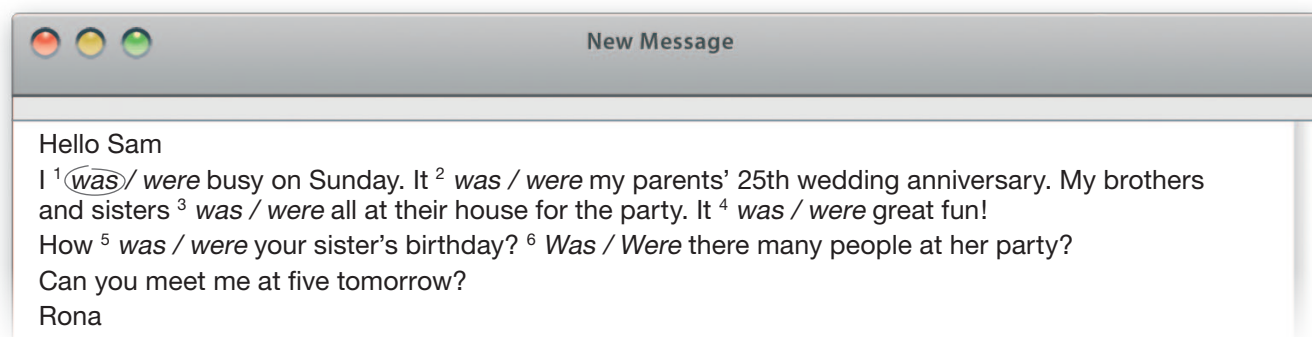 New Message
Hello Sam
I 1 was / were busy on Sunday. It 2 was / were my parents’ 25th wedding anniversary. My brothers
and sisters 3 was / were all at their house for the party. It 4 was / were great fun!
How 5 was / were your sister’s birthday? 6 Was / Were there many people at her party?
Can you meet me at five tomorrow?
Rona